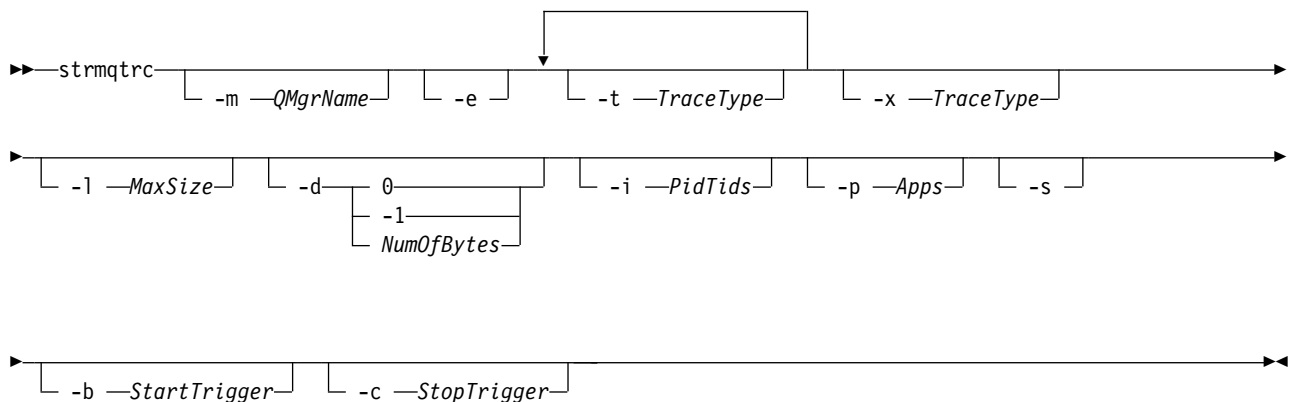 strmqtrc -m QMgrName -e -t TraceType -x TraceType
-l MaxSize -d 0 -i PidTids -p Apps -s
-1
NumOfBytes
-b StartTrigger -c StopTrigger